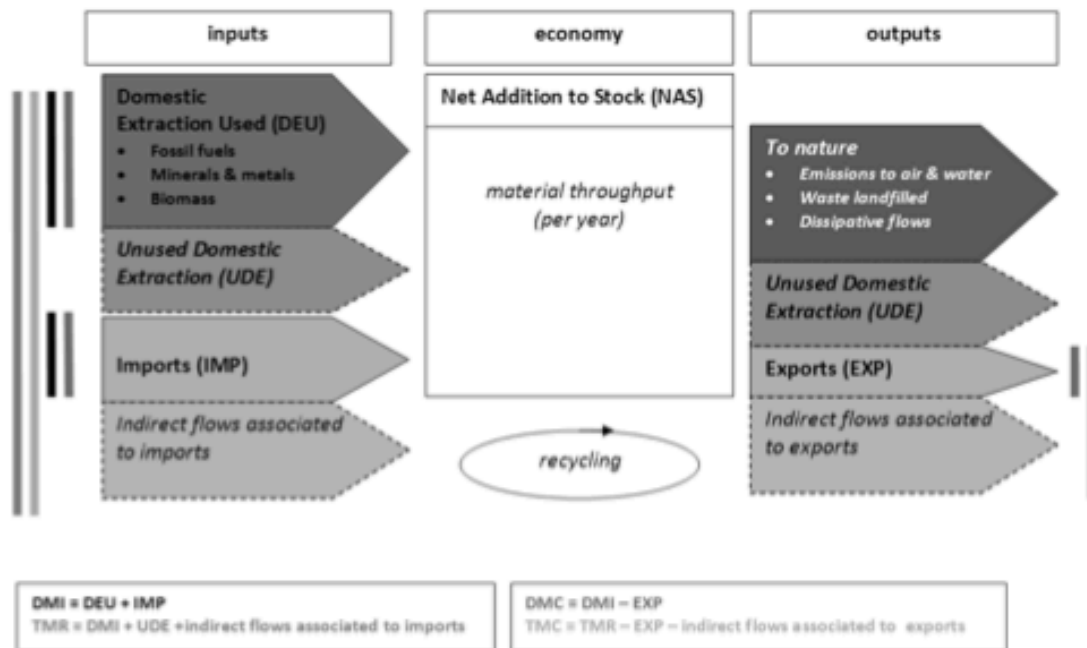 inputs
economy
outputs
Domestic
Extraction Used (DEU)
• Fossil fuels
• Minerals & metals
• Biomass
Unused Domestic
Extraction (UDE)
Imports (IMP)
Indirect flows associated
to imports
Net Addition to Stock (NAS)
material throughput
(per year)
recycling
To nature
• Emissions to air & water
• Waste landfilled
• Dissipative flows
Unused Domestic
Extraction (UDE)
Exports (EXP)
Indirect flows associated
to exports
DMI = DEU + IMP
TMR = DMI + UDE +indirect flows associated to imports
DMC = DMI – EXP
TMC = TMR – EXP – indirect flows associated to exports